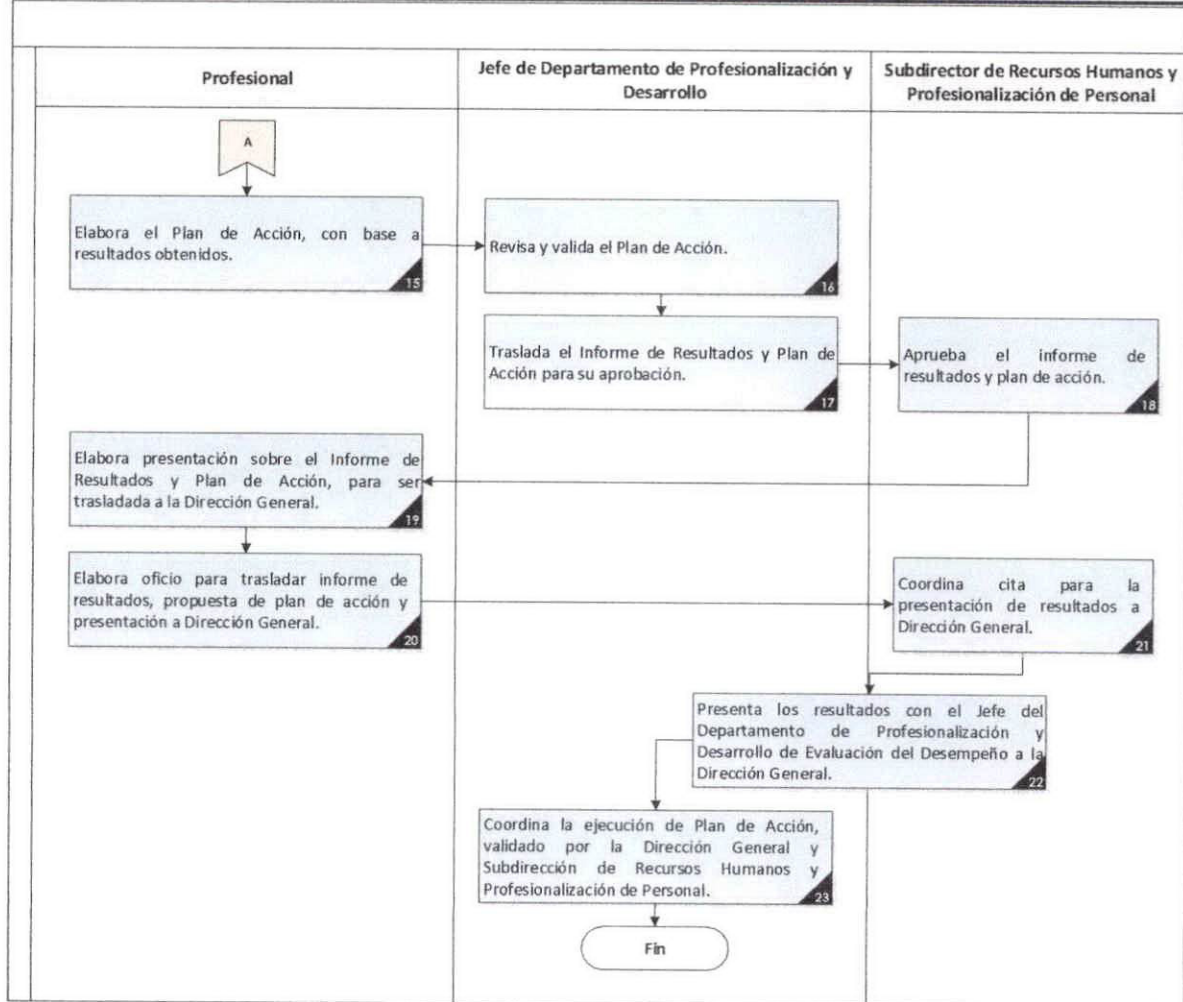 Profesional
Jefe de Departamento de Profesionalización y
Desarrollo
Subdirector de Recursos Humanos y
Profesionalización de Personal
A
Elabora el Plan de Acción, con base a
resultados obtenidos.
15
Revisa y valida el Plan de Acción.
16
Traslada el Informe de Resultados y Plan de
Acción para su aprobación.
17
Aprueba el informe de
resultados y plan de acción.
18
Elabora presentación sobre el Informe de
Resultados y Plan de Acción, para ser
trasladada a la Dirección General.
19
Elabora oficio para trasladar informe de
resultados, propuesta de plan de acción y
presentación a Dirección General.
20
Coordina cita para la
presentación de resultados a
Dirección General.
21
Presenta los resultados con el Jefe del
Departamento de Profesionalización y
Desarrollo de Evaluación del Desempeño a la
Dirección General.
22
Coordina la ejecución de Plan de Acción,
validado por la Dirección General y
Subdirección de Recursos Humanos y
Profesionalización de Personal.
23
Fin